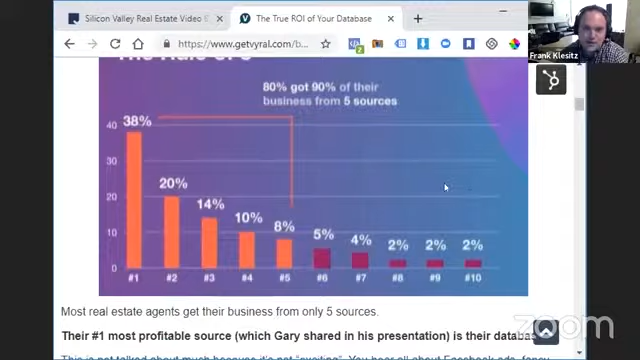 Silicon Valley Real Estate Video E
The True ROI of Your Database
https://www.getvyral.com/b...
Frank Klesitz
80% got 90% of their
business from 5 sources
40
30
20
10
0
38%
20%
14%
10%
8%
5%
4%
2%
2%
2%
#1 #2 #3 #4 #5 #6 #7 #8 #9 #10
Most real estate agents get their business from only 5 sources.
Their #1 most profitable source (which Gary shared in his presentation) is their datab
zoom